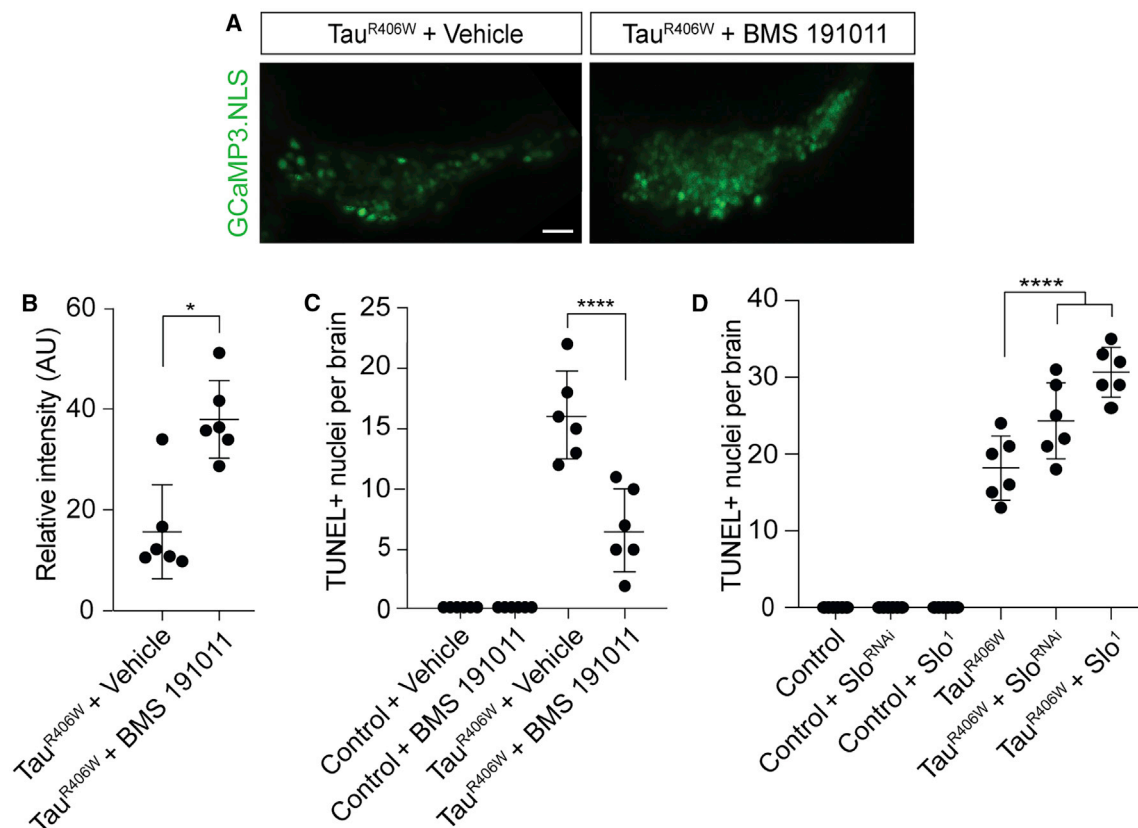 A
Tau^R406W + Vehicle
Tau^R406W + BMS 191011
GCaMP3.NLS
B
Relative intensity (AU)
60
40
20
0
*
Tau^R406W + Vehicle
Tau^R406W + BMS 191011
C
TUNEL+ nuclei per brain
25
20
15
10
5
0
****
Control + Vehicle
Control + BMS 191011
Tau^R406W + Vehicle
Tau^R406W + BMS 191011
D
TUNEL+ nuclei per brain
40
30
20
10
0
****
Control
Control + Slo^RNAi
Control + Slo^1
Tau^R406W
Tau^R406W + Slo^RNAi
Tau^R406W + Slo^1